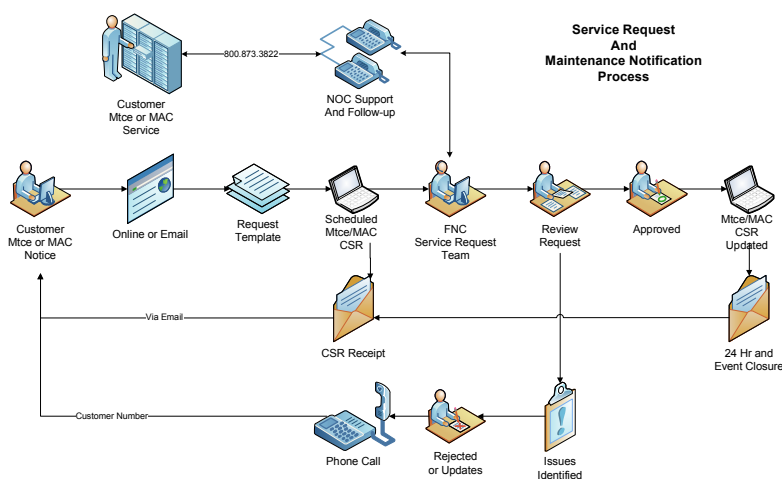 Service Request
And
Maintenance Notification
Process
800.873.3822
Customer
Mtce or MAC
Service
NOC Support
And Follow-up
Customer
Mtce or MAC
Notice
Online or Email
Request
Template
Scheduled
Mtce/MAC
CSR
FNC
Service Request
Team
Review
Request
Approved
Mtce/MAC
CSR
Updated
Via Email
CSR Receipt
24 Hr and
Event Closure
Customer Number
Phone Call
Rejected
or Updates
Issues
Identified